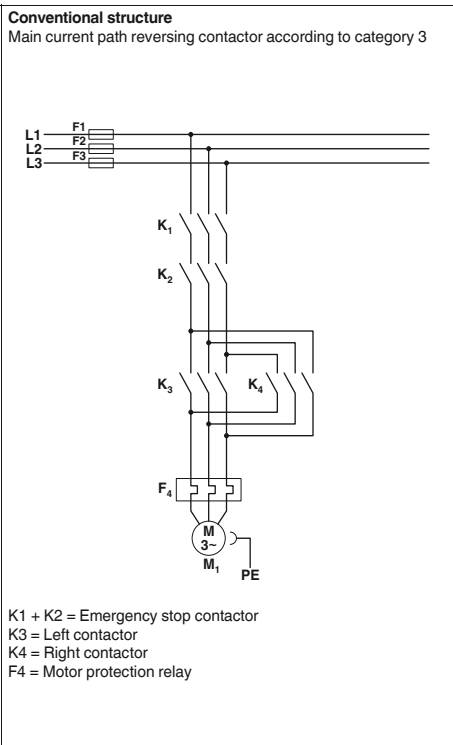 Conventional structure
Main current path reversing contactor according to category 3
F1
L1
F2
L2
F3
L3
K1
K2
K3
K4
F4
M
3~
M1
PE
K1 + K2 = Emergency stop contactor
K3 = Left contactor
K4 = Right contactor
F4 = Motor protection relay